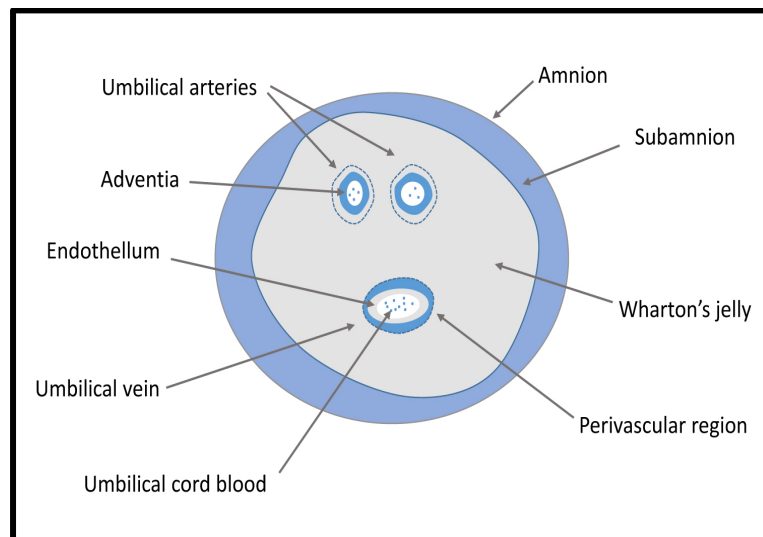 Umbilical arteries
Amnion
Subamnion
Adventia
Endothellum
Wharton's jelly
Umbilical vein
Perivascular region
Umbilical cord blood